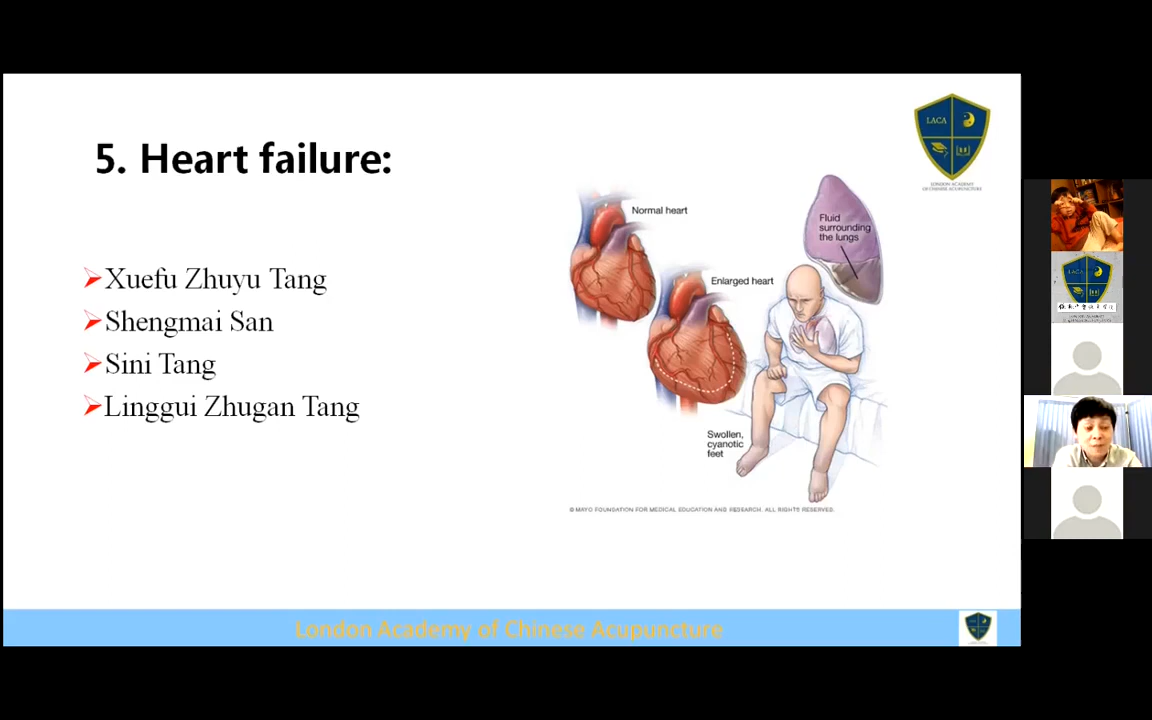 5. Heart failure:
Xuefu Zhuyu Tang
Shengmai San
Sini Tang
Linggui Zhugan Tang
Normal heart
Enlarged heart
Fluid
surrounding
the lungs
Swollen,
cyanotic
feet
© MAYO FOUNDATION FOR MEDICAL EDUCATION AND RESEARCH. ALL RIGHTS RESERVED.
LACA
LONDON ACADEMY
OF CHINESE ACUPUNCTURE
London Academy of Chinese Acupuncture
LACA